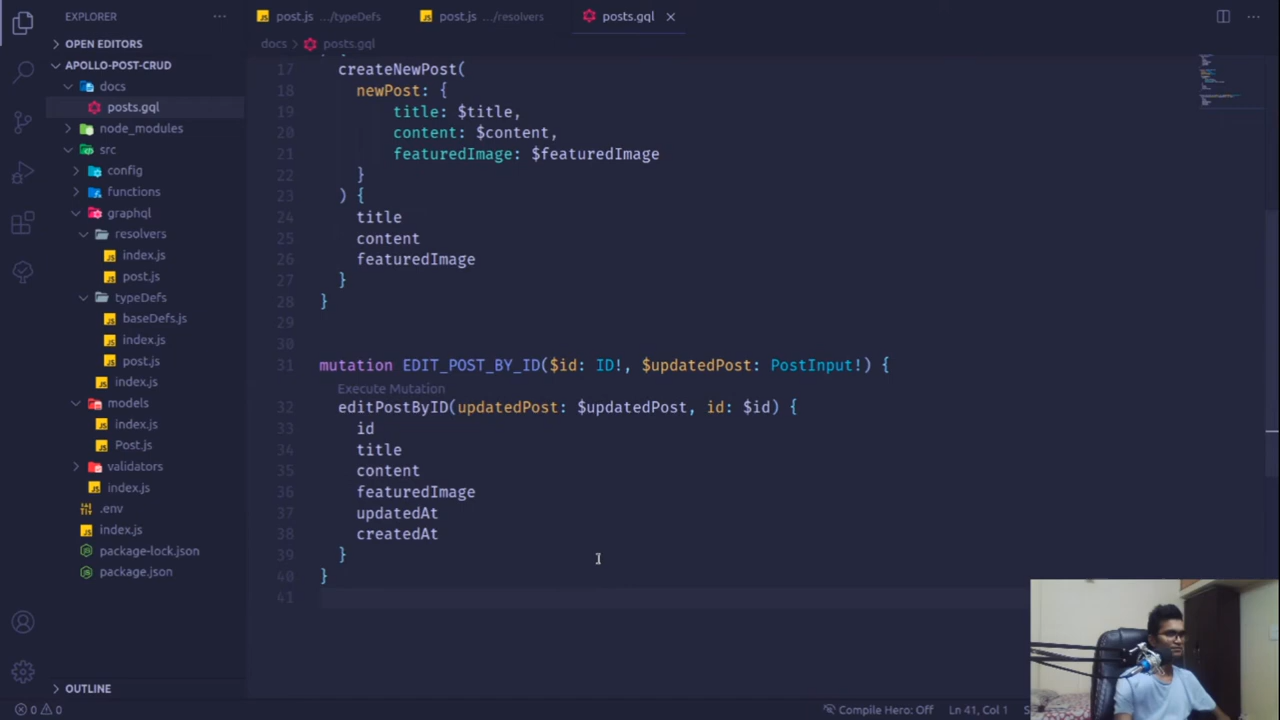 EXPLORER
···
post.js .../typeDefs
post.js .../resolvers
posts.gql
···
OPEN EDITORS
docs
posts.gql
APOLLO-POST-CRUD
docs
posts.gql
node_modules
src
config
functions
graphql
resolvers
index.js
post.js
typeDefs
baseDefs.js
index.js
post.js
index.js
models
index.js
Post.js
validators
index.js
.env
index.js
package-lock.json
package.json
OUTLINE
17 createNewPost(
18 newPost: {
19 title: $title,
20 content: $content,
21 featuredImage: $featuredImage
22 }
23 ) {
24 title
25 content
26 featuredImage
27 }
28 }
29
30
31 mutation EDIT_POST_BY_ID($id: ID!, $updatedPost: PostInput!) {
Execute Mutation
32 editPostByID(updatedPost: $updatedPost, id: $id) {
33 id
34 title
35 content
36 featuredImage
37 updatedAt
38 createdAt
39 }
40 }
41
0 0
Compile Hero: Off
Ln 41, Col 1